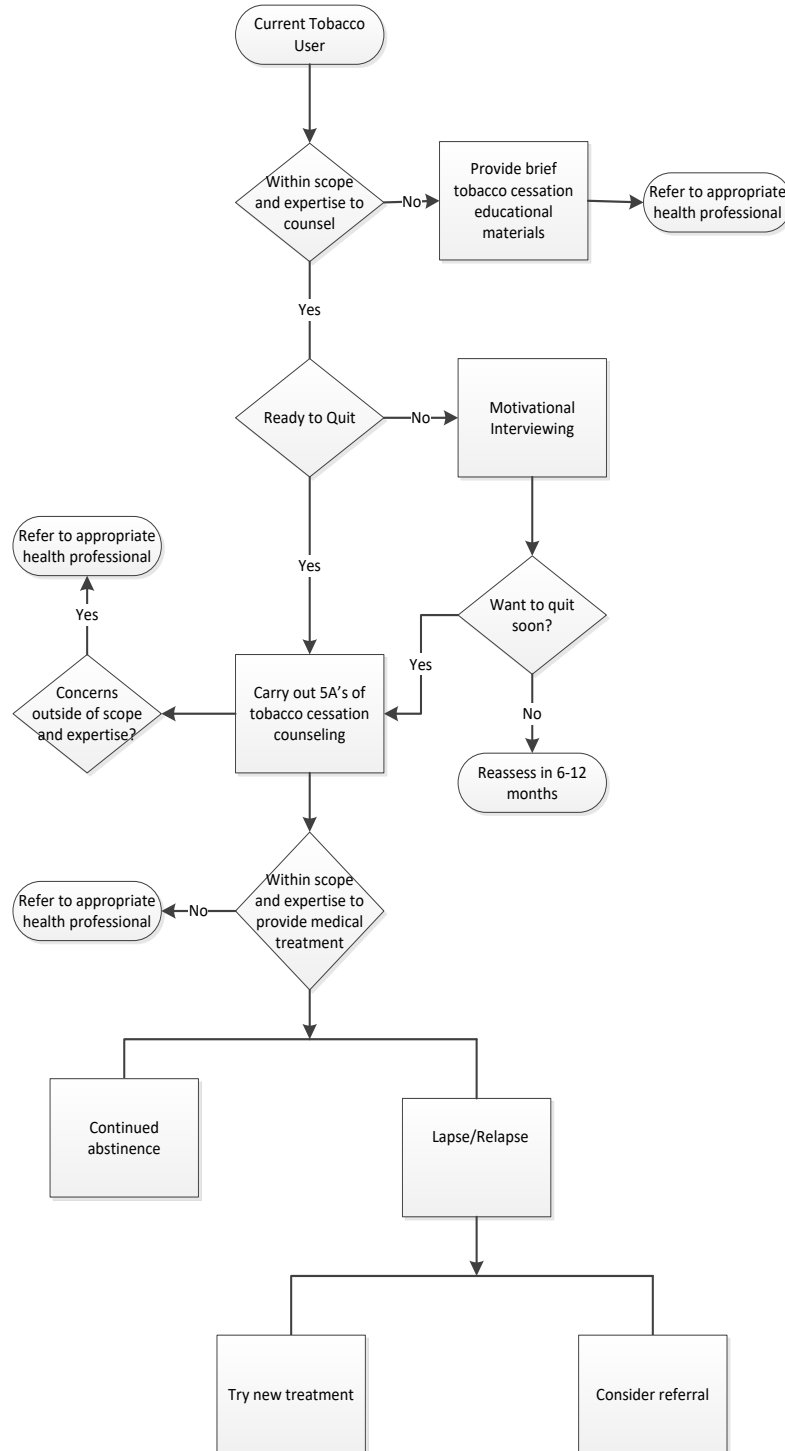 Current Tobacco
User
Within scope
and expertise to
counsel
No
Provide brief
tobacco cessation
educational
materials
Refer to appropriate
health professional
Yes
Ready to Quit
No
Motivational
Interviewing
Refer to appropriate
health professional
Yes
Yes
Want to quit
soon?
Yes
Concerns
outside of scope
and expertise?
Carry out 5A's of
tobacco cessation
counseling
No
Reassess in 6-12
months
Within scope
and expertise to
provide medical
treatment
No
Refer to appropriate
health professional
Continued
abstinence
Lapse/Relapse
Try new treatment
Consider referral